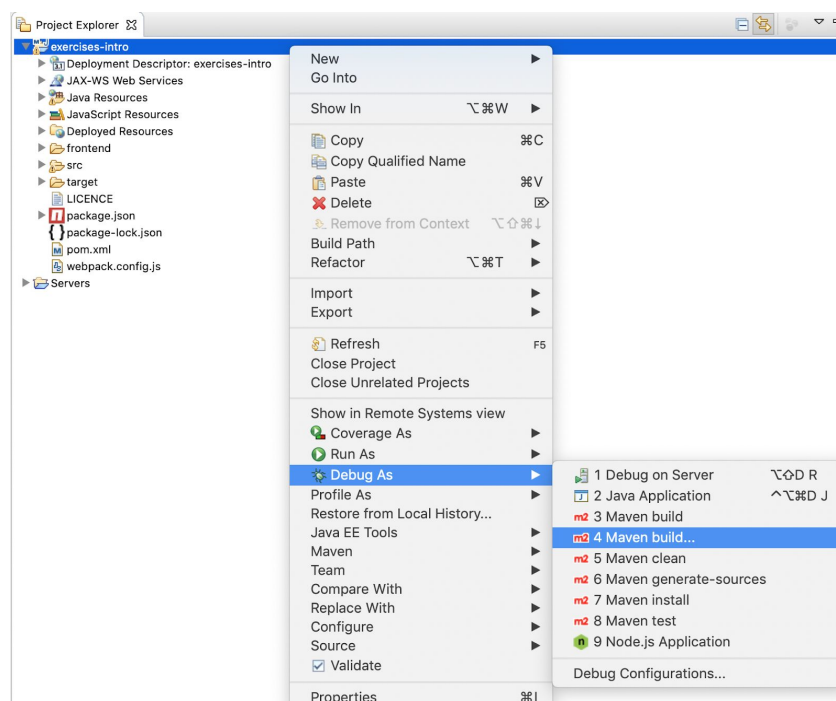 Project Explorer
exercises-intro
Deployment Descriptor: exercises-intro
JAX-WS Web Services
Java Resources
JavaScript Resources
Deployed Resources
frontend
src
target
LICENCE
package.json
package-lock.json
pom.xml
webpack.config.js
Servers
New
Go Into
Show In ⌥⌘W
Copy ⌘C
Copy Qualified Name
Paste ⌘V
Delete ⌦
Remove from Context ⌥⇧⌘↓
Build Path
Refactor ⌥⌘T
Import
Export
Refresh F5
Close Project
Close Unrelated Projects
Show in Remote Systems view
Coverage As
Run As
Debug As
Profile As
Restore from Local History...
Java EE Tools
Maven
Team
Compare With
Replace With
Configure
Source
Validate
Properties ⌘I
1 Debug on Server ⌥⇧D R
2 Java Application ^⌥⌘D J
m2 3 Maven build
m2 4 Maven build...
m2 5 Maven clean
m2 6 Maven generate-sources
m2 7 Maven install
m2 8 Maven test
n 9 Node.js Application
Debug Configurations...